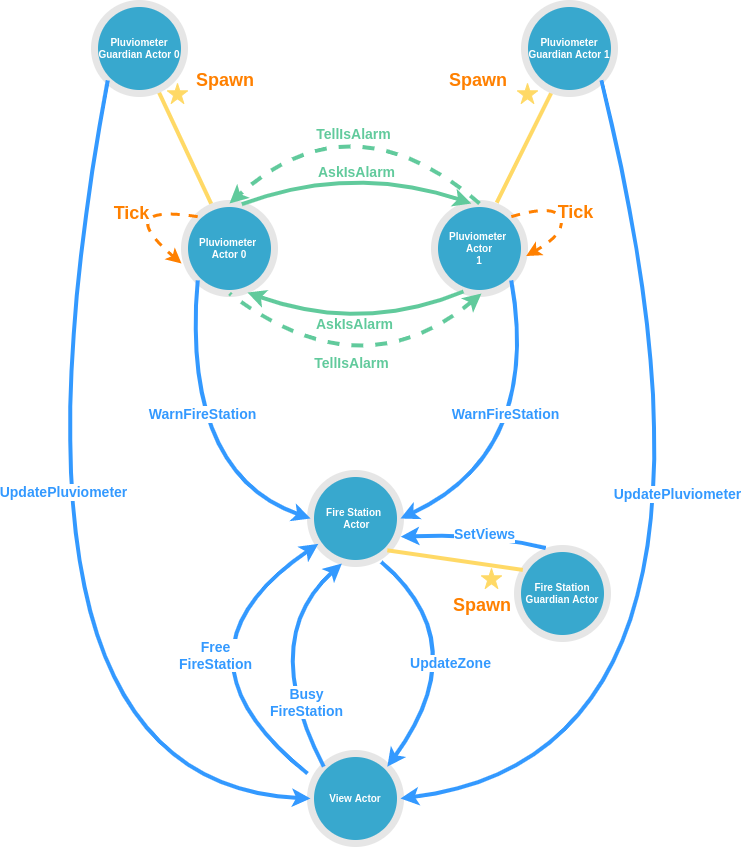 Pluviometer
Guardian Actor 0
Pluviometer
Guardian Actor 1
Spawn
Spawn
TellIsAlarm
AskIsAlarm
Tick
Tick
Pluviometer
Actor 0
Pluviometer
Actor
1
AskIsAlarm
TellIsAlarm
WarnFireStation
WarnFireStation
UpdatePluviometer
UpdatePluviometer
Fire Station
Actor
SetViews
Fire Station
Guardian Actor
Spawn
Free
FireStation
UpdateZone
Busy
FireStation
View Actor